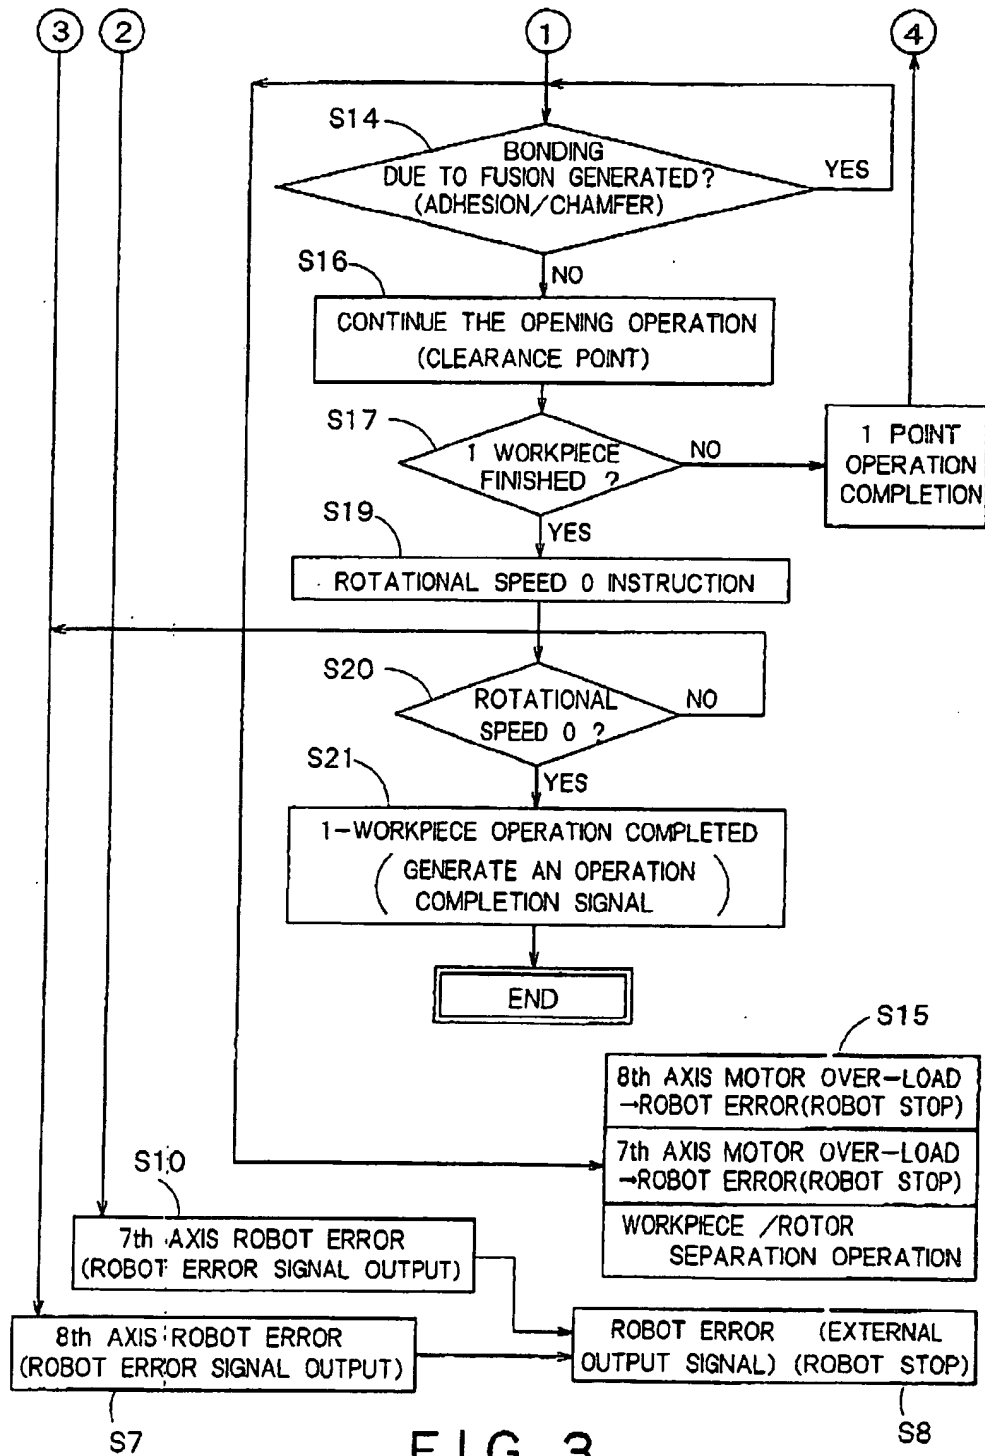 3 2 1 4
S14
BONDING
DUE TO FUSION GENERATED?
(ADHESION/CHAMFER)
YES
S16
NO
CONTINUE THE OPENING OPERATION
(CLEARANCE POINT)
S17
1 WORKPIECE
FINISHED ?
NO
1 POINT
OPERATION
COMPLETION
S19
YES
ROTATIONAL SPEED 0 INSTRUCTION
S20
ROTATIONAL
SPEED 0 ?
NO
S21
YES
1-WORKPIECE OPERATION COMPLETED
(GENERATE AN OPERATION
COMPLETION SIGNAL)
END
S15
8th AXIS MOTOR OVER-LOAD
→ROBOT ERROR(ROBOT STOP)
7th AXIS MOTOR OVER-LOAD
→ROBOT ERROR(ROBOT STOP)
WORKPIECE /ROTOR
SEPARATION OPERATION
S10
7th AXIS ROBOT ERROR
(ROBOT ERROR SIGNAL OUTPUT)
8th AXIS ROBOT ERROR
(ROBOT ERROR SIGNAL OUTPUT)
S7
ROBOT ERROR (EXTERNAL
OUTPUT SIGNAL) (ROBOT STOP)
S8
FIG.3